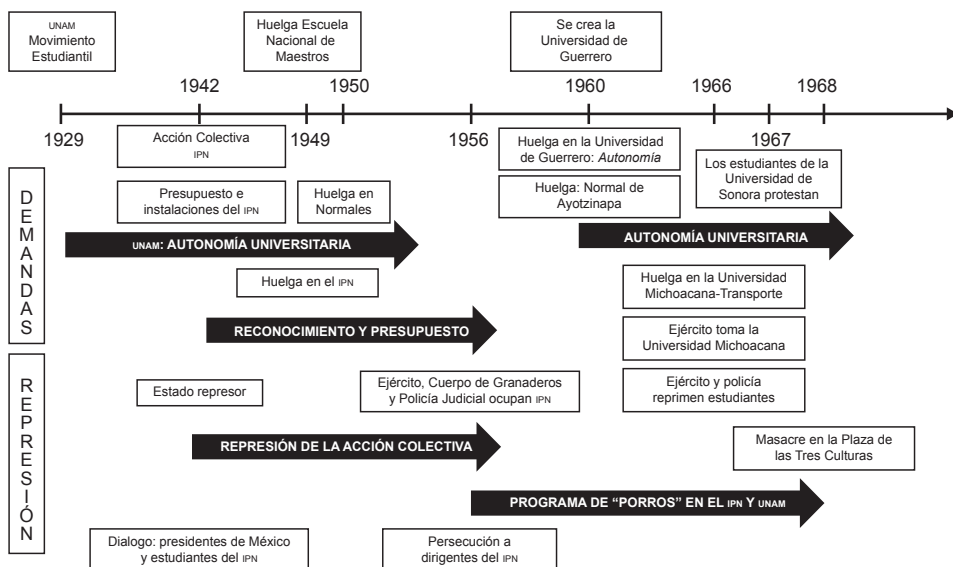 UNAM
Movimiento
Estudiantil
Huelga Escuela
Nacional de
Maestros
Se crea la
Universidad de
Guerrero
1942
1950
1960
1966
1968
1929
1949
1956
1967
Acción Colectiva
IPN
Huelga en la Universidad
de Guerrero: Autonomía
Los estudiantes de la
Universidad de
Sonora protestan
DEMANDAS
Presupuesto e
instalaciones del IPN
Huelga en
Normales
Huelga: Normal de
Ayotzinapa
UNAM: AUTONOMÍA UNIVERSITARIA
AUTONOMÍA UNIVERSITARIA
Huelga en el IPN
Huelga en la Universidad
Michoacana-Transporte
RECONOCIMIENTO Y PRESUPUESTO
Ejército toma la
Universidad Michoacana
REPRESIÓN
Estado represor
Ejército, Cuerpo de Granaderos
y Policía Judicial ocupan IPN
Ejército y policía
reprimen estudiantes
REPRESIÓN DE LA ACCIÓN COLECTIVA
Masacre en la Plaza de
las Tres Culturas
PROGRAMA DE “PORROS” EN EL IPN Y UNAM
Dialogo: presidentes de México
y estudiantes del IPN
Persecución a
dirigentes del IPN